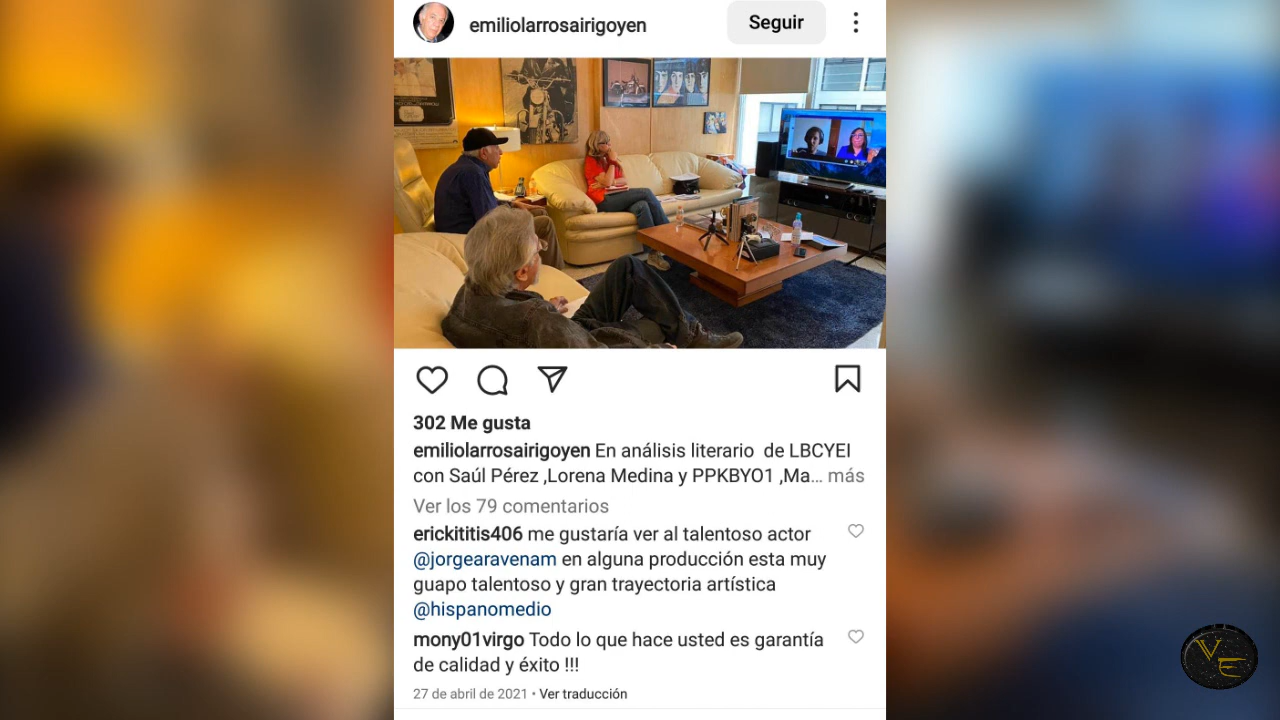 emiliolarrosairigoyen
Seguir
302 Me gusta
emiliolarrosairigoyen En análisis literario de LBCYEI
con Saúl Pérez ,Lorena Medina y PPKBYO1 ,Ma… más
Ver los 79 comentarios
erickititis406 me gustaría ver al talentoso actor
@jorgearavenam en alguna producción esta muy
guapo talentoso y gran trayectoria artística
@hispanomedio
mony01virgo Todo lo que hace usted es garantía
de calidad y éxito !!!
27 de abril de 2021 • Ver traducción
VE